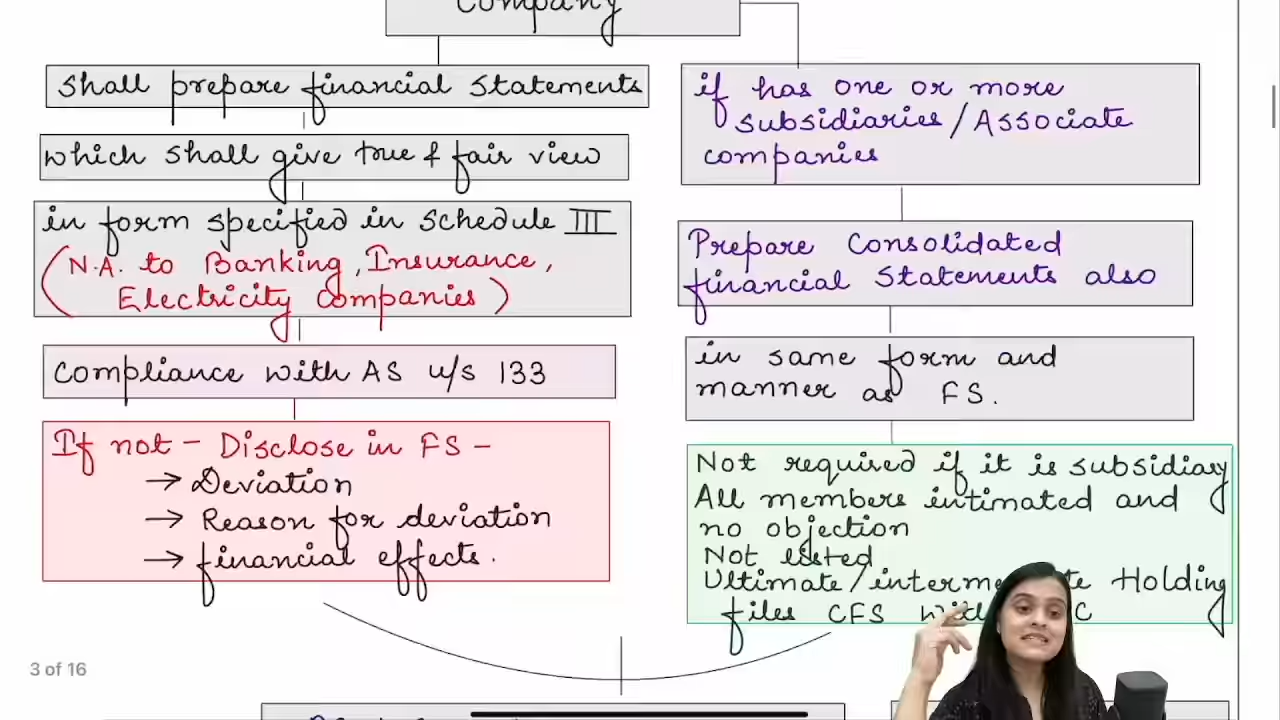 Company
Shall prepare financial statements
which shall give true & fair view
in form specified in Schedule III
(N.A. to Banking, Insurance,
Electricity Companies)
Compliance with AS u/s 133
If not - Disclose in FS -
→ Deviation
→ Reason for deviation
→ financial effects.
if has one or more
subsidiaries / Associate
companies
Prepare Consolidated
financial Statements also
in same form and
manner as FS.
Not required if it is subsidiary
All members intimated and
no objection
Not listed
Ultimate / Holding
files CFS with
3 of 16